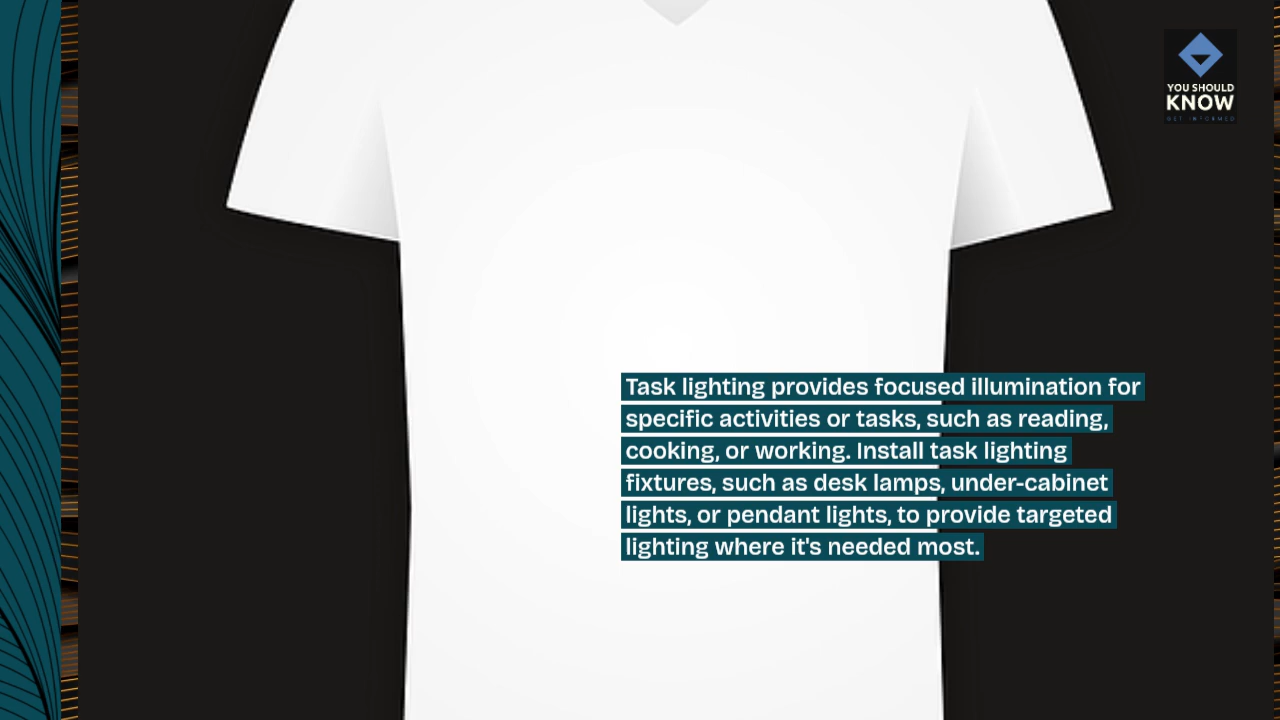 YOU SHOULD
KNOW
GET INFORMED
Task lighting provides focused illumination for
specific activities or tasks, such as reading,
cooking, or working. Install task lighting
fixtures, such as desk lamps, under-cabinet
lights, or pendant lights, to provide targeted
lighting where it's needed most.